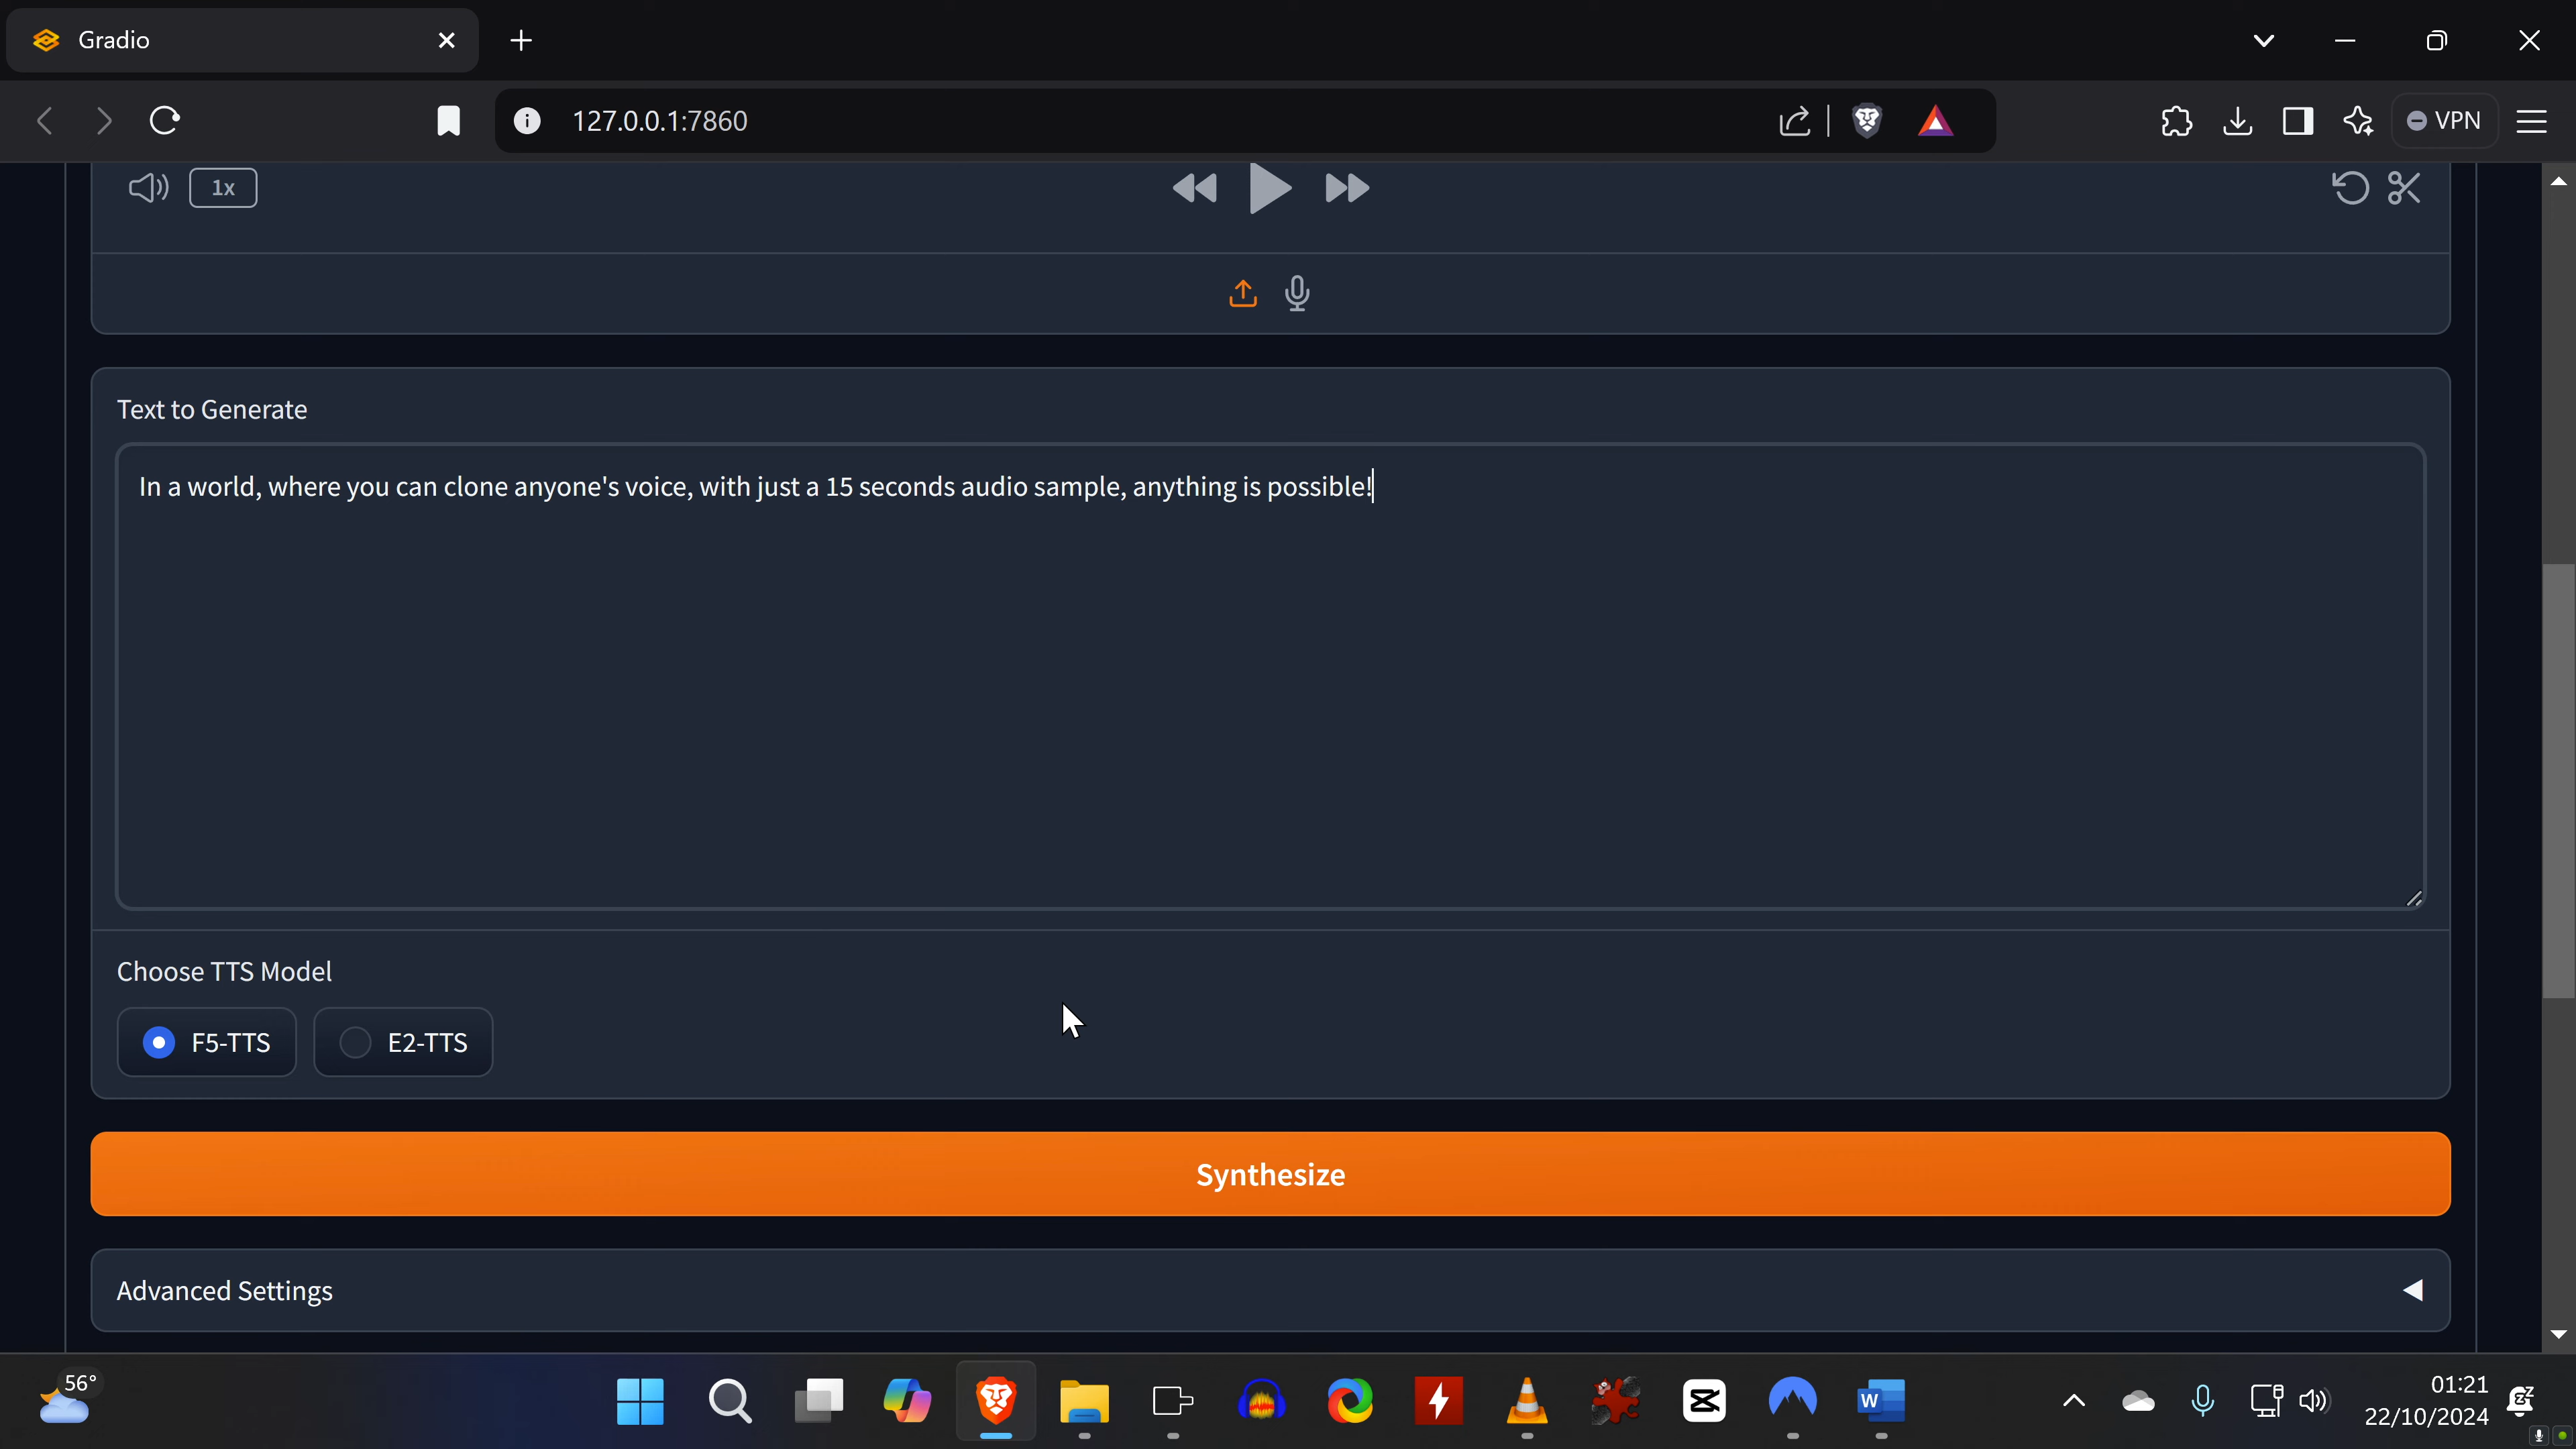 Gradio
127.0.0.1:7860
VPN
1x
Text to Generate
In a world, where you can clone anyone's voice, with just a 15 seconds audio sample, anything is possible!
Choose TTS Model
F5-TTS
E2-TTS
Synthesize
Advanced Settings
56°
W
01:21
22/10/2024